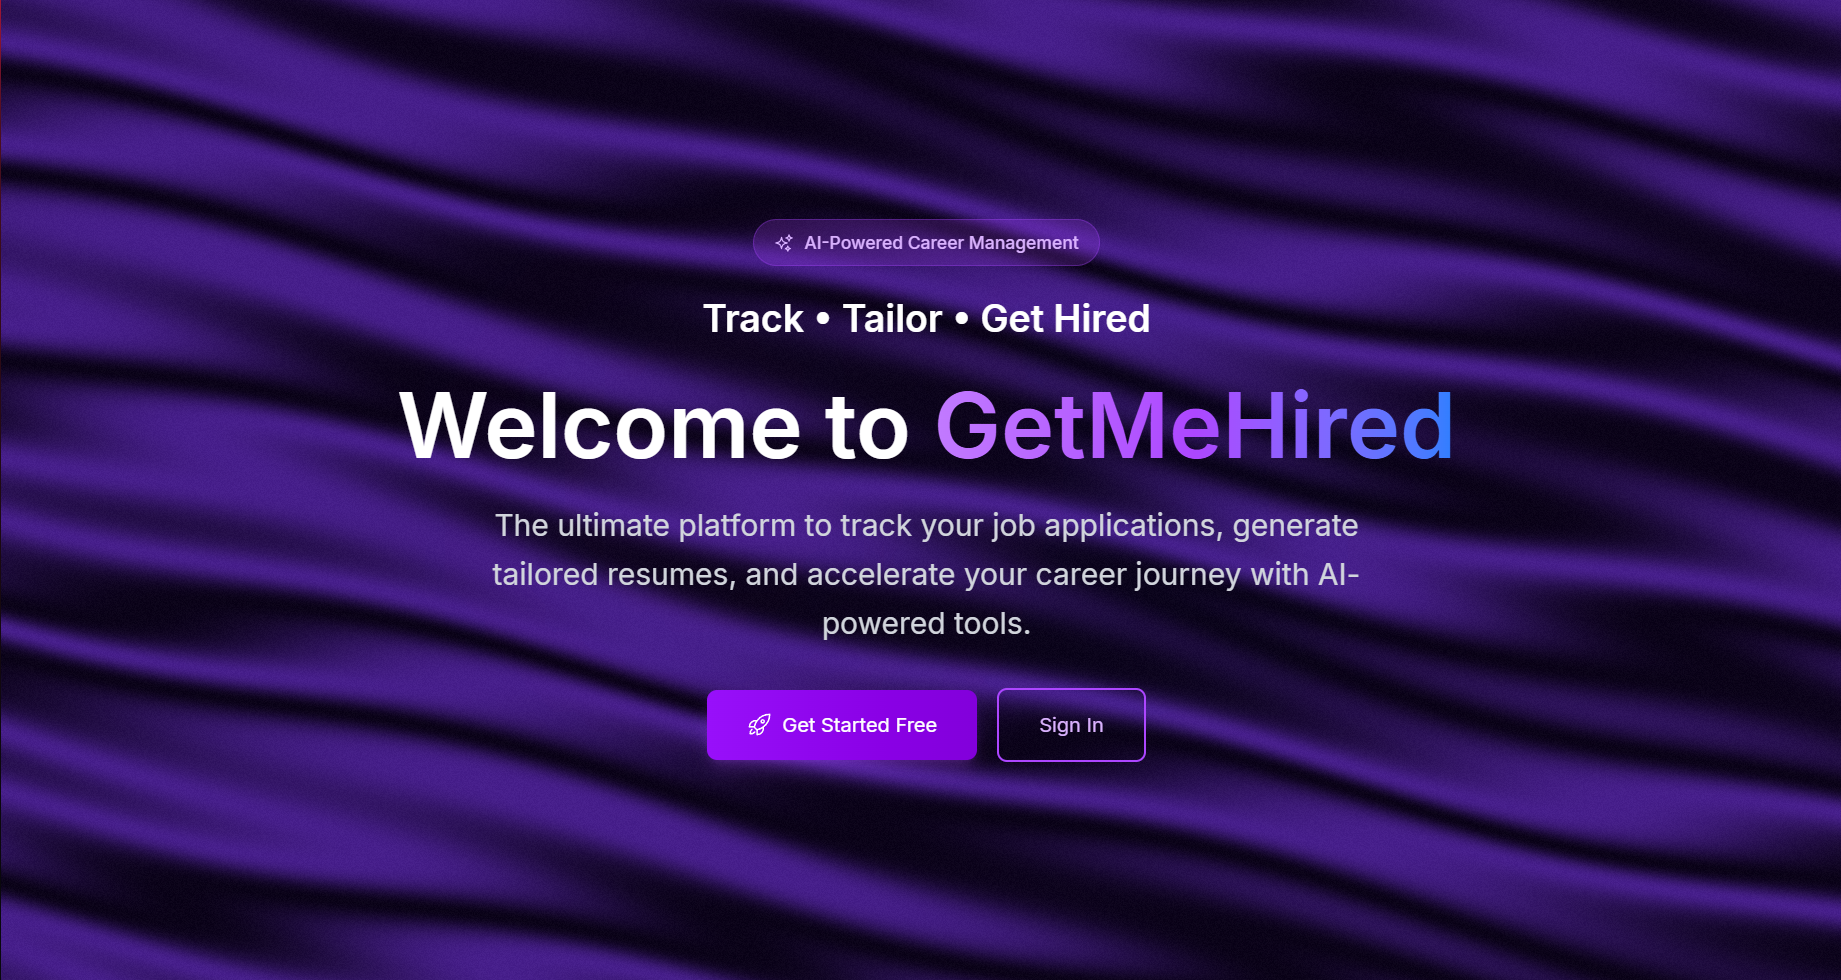 AI-Powered Career Management
Track • Tailor • Get Hired
Welcome to GetMeHired
The ultimate platform to track your job applications, generate
tailored resumes, and accelerate your career journey with AI-
powered tools.
Get Started Free
Sign In